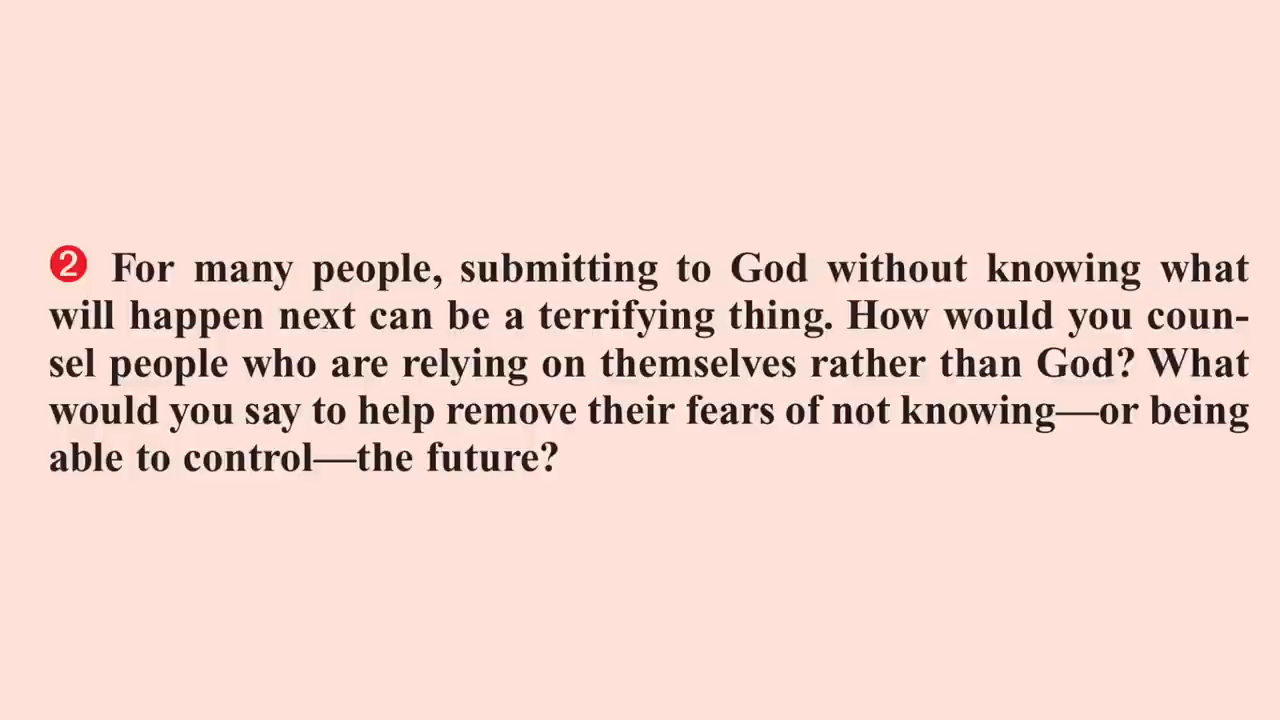 ❷ For many people, submitting to God without knowing what
will happen next can be a terrifying thing. How would you coun-
sel people who are relying on themselves rather than God? What
would you say to help remove their fears of not knowing—or being
able to control—the future?